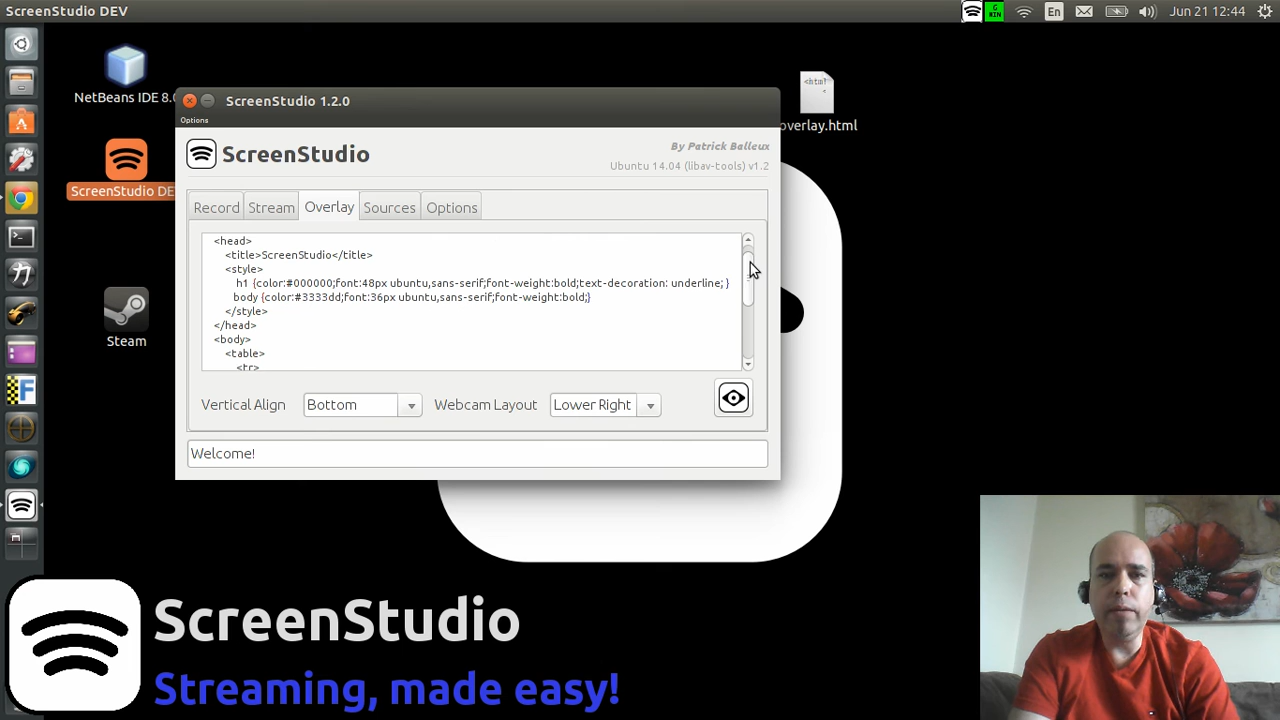 ScreenStudio DEV
En
Jun 21 12:44
NetBeans IDE 8.0
<html
overlay.html
ScreenStudio DE
Steam
ScreenStudio 1.2.0
Options
ScreenStudio
By Patrick Balleux
Ubuntu 14.04 (libav-tools) v1.2
Record
Stream
Overlay
Sources
Options
<head>
<title>ScreenStudio</title>
<style>
h1 {color:#000000;font:48px ubuntu,sans-serif;font-weight:bold;text-decoration: underline; }
body {color:#3333dd;font:36px ubuntu,sans-serif;font-weight:bold;}
</style>
</head>
<body>
<table>
<tr>
Vertical Align
Bottom
Webcam Layout
Lower Right
Welcome!
ScreenStudio
Streaming, made easy!